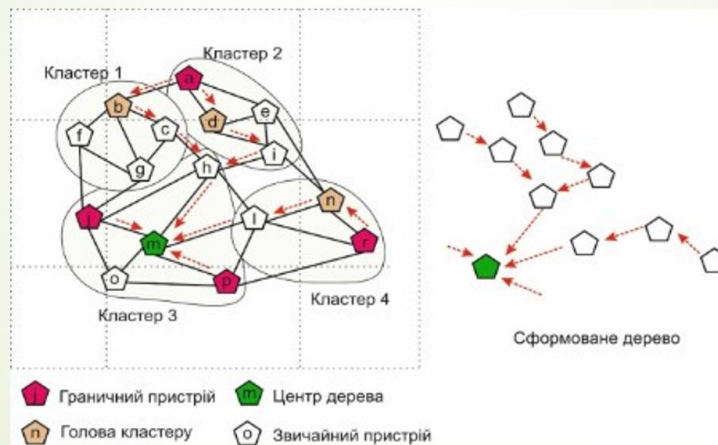 Кластер 2
Кластер 1
a
b
d
e
f
c
g
h
i
j
m
l
n
r
o
p
Кластер 4
Кластер 3
Сформоване дерево
j Граничний пристрій
m Центр дерева
n Голова кластеру
o Звичайний пристрій